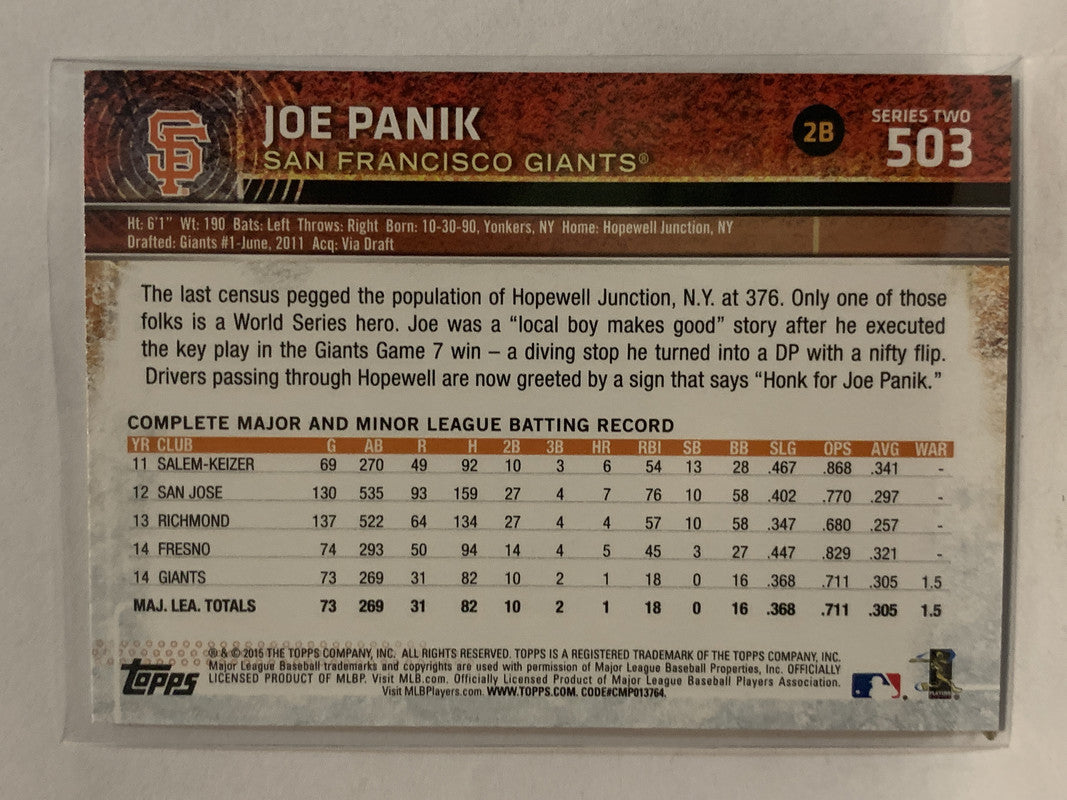 SF JOE PANIK 2B SERIES TWO
SAN FRANCISCO GIANTS® 503
Ht: 6'1" Wt: 190 Bats: Left Throws: Right Born: 10-30-90, Yonkers, NY Home: Hopewell Junction, NY
Drafted: Giants #1-June, 2011 Acq: Via Draft
The last census pegged the population of Hopewell Junction, N.Y. at 376. Only one of those
folks is a World Series hero. Joe was a “local boy makes good” story after he executed
the key play in the Giants Game 7 win – a diving stop he turned into a DP with a nifty flip.
Drivers passing through Hopewell are now greeted by a sign that says “Honk for Joe Panik.”
COMPLETE MAJOR AND MINOR LEAGUE BATTING RECORD
YR CLUB G AB R H 2B 3B HR RBI SB BB SLG OPS AVG WAR
11 SALEM-KEIZER 69 270 49 92 10 3 6 54 13 28 .467 .868 .341 -
12 SAN JOSE 130 535 93 159 27 4 7 76 10 58 .402 .770 .297 -
13 RICHMOND 137 522 64 134 27 4 4 57 10 58 .347 .680 .257 -
14 FRESNO 74 293 50 94 14 4 5 45 3 27 .447 .829 .321 -
14 GIANTS 73 269 31 82 10 2 1 18 0 16 .368 .711 .305 1.5
MAJ. LEA. TOTALS 73 269 31 82 10 2 1 18 0 16 .368 .711 .305 1.5
® & © 2015 THE TOPPS COMPANY, INC. ALL RIGHTS RESERVED. TOPPS IS A REGISTERED TRADEMARK OF THE TOPPS COMPANY, INC.
Major League Baseball trademarks and copyrights are used with permission of Major League Baseball Properties, Inc. OFFICIALLY
LICENSED PRODUCT OF MLBP. Visit MLB.com. Officially Licensed Product of Major League Baseball Players Association.
Visit MLBPlayers.com. WWW.TOPPS.COM. CODE#CMP013764.
Topps
PLAYERS